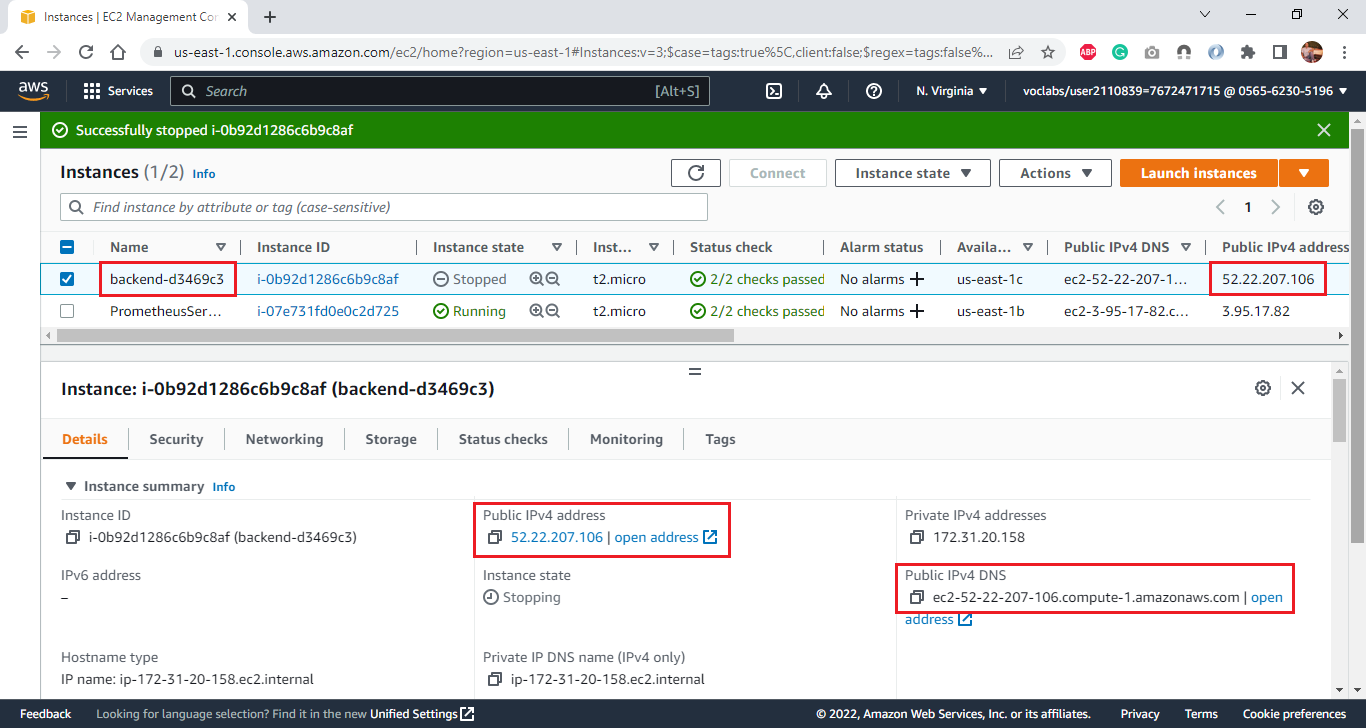 Instances | EC2 Management Con
us-east-1.console.aws.amazon.com/ec2/home?region=us-east-1#Instances:v=3;$case=tags:true%5C,client:false;$regex=tags:false%...
ABP
aws Services Search [Alt+S] N. Virginia voclabs/user2110839=7672471715 @ 0565-6230-5196
Successfully stopped i-0b92d1286c6b9c8af
Instances (1/2) Info Connect Instance state Actions Launch instances
Find instance by attribute or tag (case-sensitive) 1
Name Instance ID Instance state Inst... Status check Alarm status Availa... Public IPv4 DNS Public IPv4 address
backend-d3469c3 i-0b92d1286c6b9c8af Stopped t2.micro 2/2 checks passed No alarms us-east-1c ec2-52-22-207-1... 52.22.207.106
PrometheusSer... i-07e731fd0e0c2d725 Running t2.micro 2/2 checks passed No alarms us-east-1b ec2-3-95-17-82.c... 3.95.17.82
Instance: i-0b92d1286c6b9c8af (backend-d3469c3)
Details Security Networking Storage Status checks Monitoring Tags
Instance summary Info
Instance ID Public IPv4 address Private IPv4 addresses
i-0b92d1286c6b9c8af (backend-d3469c3) 52.22.207.106 | open address 172.31.20.158
IPv6 address Instance state Public IPv4 DNS
– Stopping ec2-52-22-207-106.compute-1.amazonaws.com | open
address
Hostname type Private IP DNS name (IPv4 only)
IP name: ip-172-31-20-158.ec2.internal ip-172-31-20-158.ec2.internal
Feedback Looking for language selection? Find it in the new Unified Settings © 2022, Amazon Web Services, Inc. or its affiliates. Privacy Terms Cookie preferences